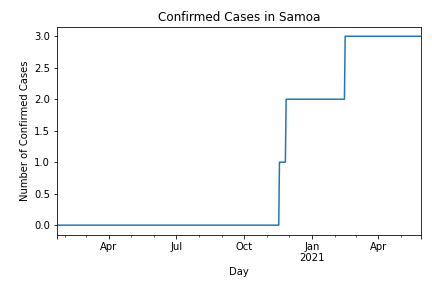 Confirmed Cases in Samoa
Number of Confirmed Cases
3.0
2.5
2.0
1.5
1.0
0.5
0.0
Apr Jul Oct Jan Apr
2021
Day